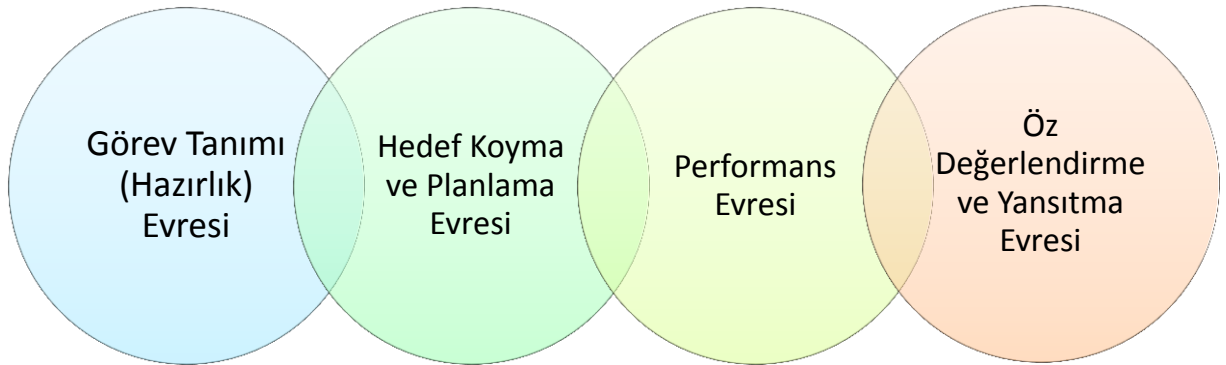 Görev Tanımı
(Hazırlık)
Evresi
Hedef Koyma
ve Planlama
Evresi
Performans
Evresi
Öz
Değerlendirme
ve Yansıtma
Evresi